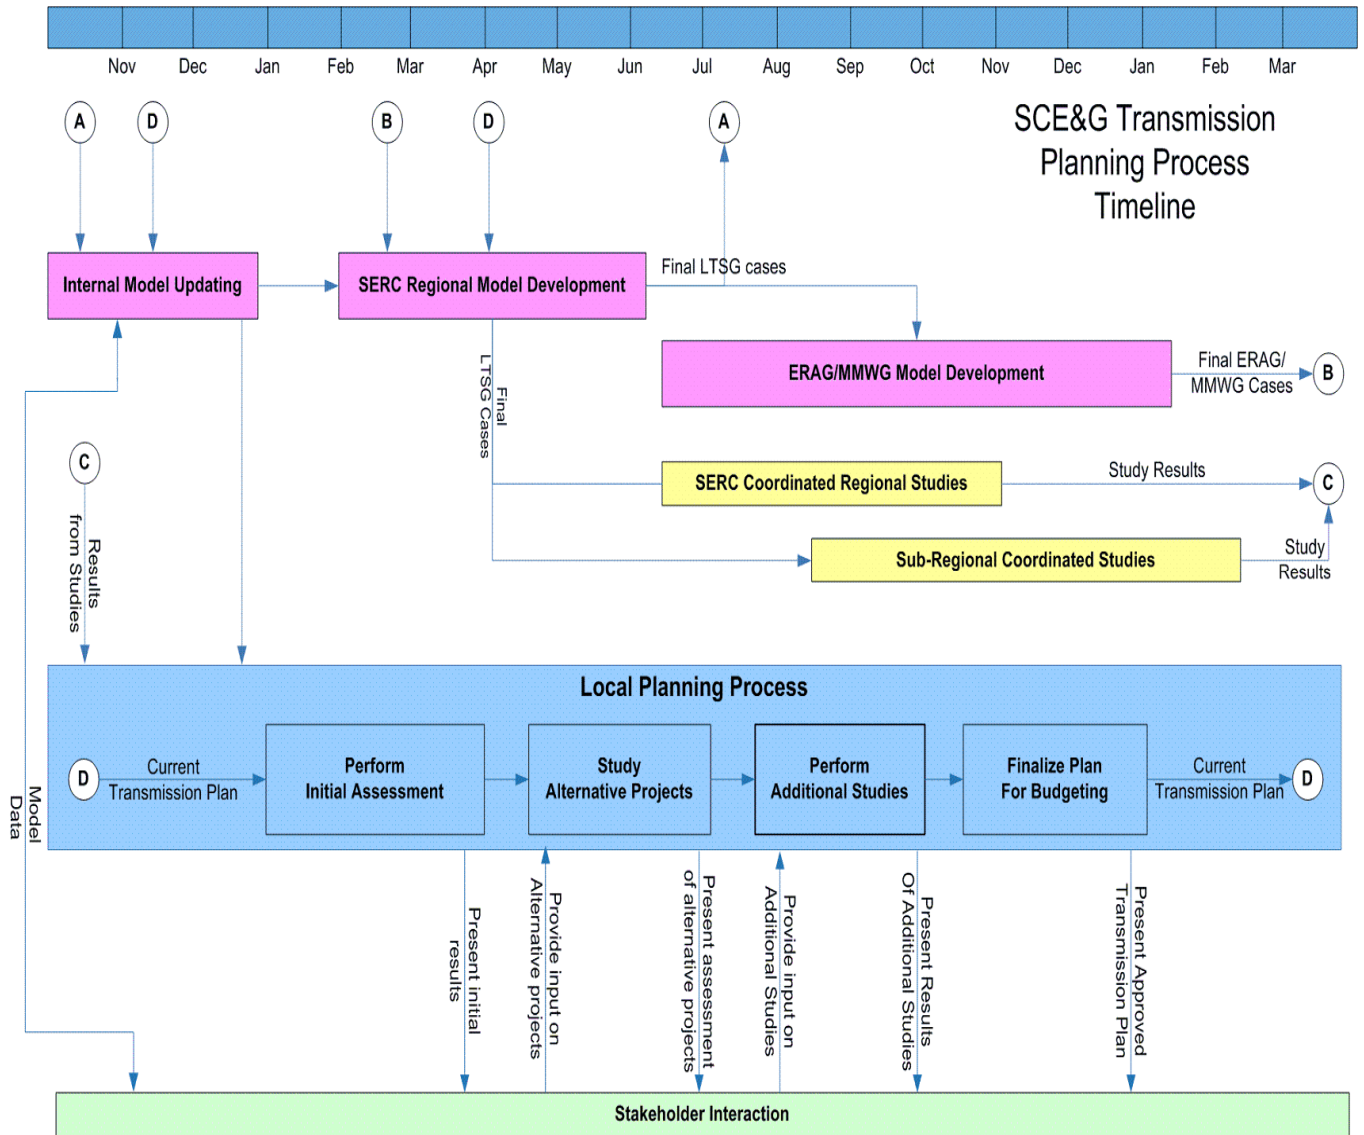 Nov Dec Jan Feb Mar Apr May Jun Jul Aug Sep Oct Nov Dec Jan Feb Mar
SCE&G Transmission
Planning Process
Timeline
A
D
B
D
A
Internal Model Updating
SERC Regional Model Development
Final LTSG cases
ERAG/MMWG Model Development
Final ERAG/
MMWG Cases
B
Final
LTSG Cases
C
SERC Coordinated Regional Studies
Study Results
C
Results
from Studies
Sub-Regional Coordinated Studies
Study
Results
Local Planning Process
D
Current
Transmission Plan
Perform
Initial Assessment
Study
Alternative Projects
Perform
Additional Studies
Finalize Plan
For Budgeting
Current
Transmission Plan
D
Model
Data
Present initial
results
Provide input on
Alternative projects
Present assessment
of alternative projects
Provide input on
Additional Studies
Present Results
Of Additional Studies
Present Approved
Transmission Plan
Stakeholder Interaction